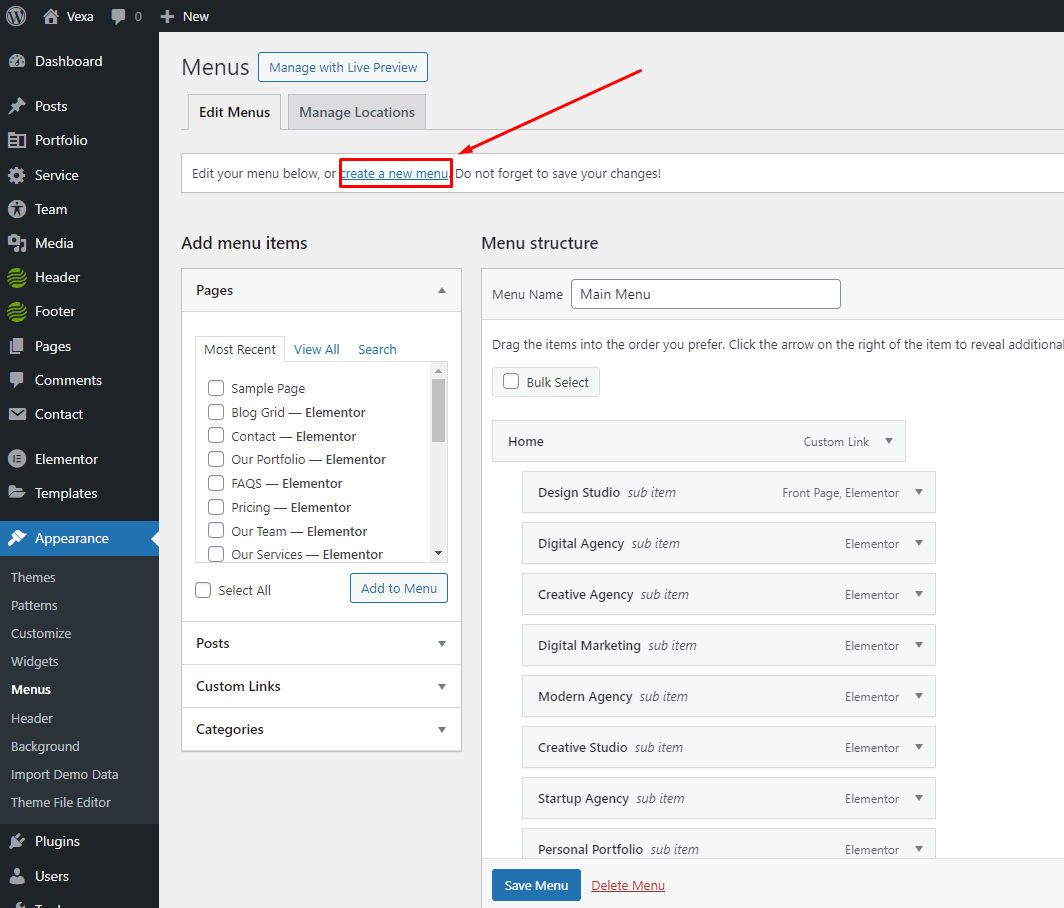 Vexa 0 New
Dashboard
Posts
Portfolio
Service
Team
Media
Header
Footer
Pages
Comments
Contact
Elementor
Templates
Appearance
Themes
Patterns
Customize
Widgets
Menus
Header
Background
Import Demo Data
Theme File Editor
Plugins
Users
Menus Manage with Live Preview
Edit Menus Manage Locations
Edit your menu below, or create a new menu. Do not forget to save your changes!
Add menu items
Pages
Most Recent View All Search
Sample Page
Blog Grid — Elementor
Contact — Elementor
Our Portfolio — Elementor
FAQS — Elementor
Pricing — Elementor
Our Team — Elementor
Our Services — Elementor
Select All Add to Menu
Posts
Custom Links
Categories
Menu structure
Menu Name Main Menu
Drag the items into the order you prefer. Click the arrow on the right of the item to reveal additional
Bulk Select
Home Custom Link
Design Studio sub item Front Page, Elementor
Digital Agency sub item Elementor
Creative Agency sub item Elementor
Digital Marketing sub item Elementor
Modern Agency sub item Elementor
Creative Studio sub item Elementor
Startup Agency sub item Elementor
Personal Portfolio sub item Elementor
Save Menu Delete Menu